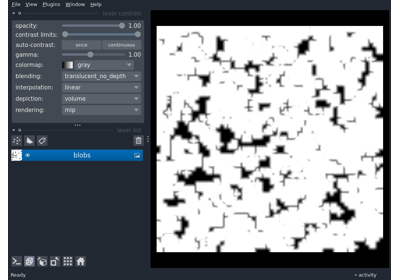 File View Plugins Window Help
layer controls
opacity: 1.00
contrast limits:
auto-contrast: once continuous
gamma: 1.00
colormap: gray
blending: translucent_no_depth
interpolation: linear
depiction: volume
rendering: mip
layer list
blobs
Ready activity